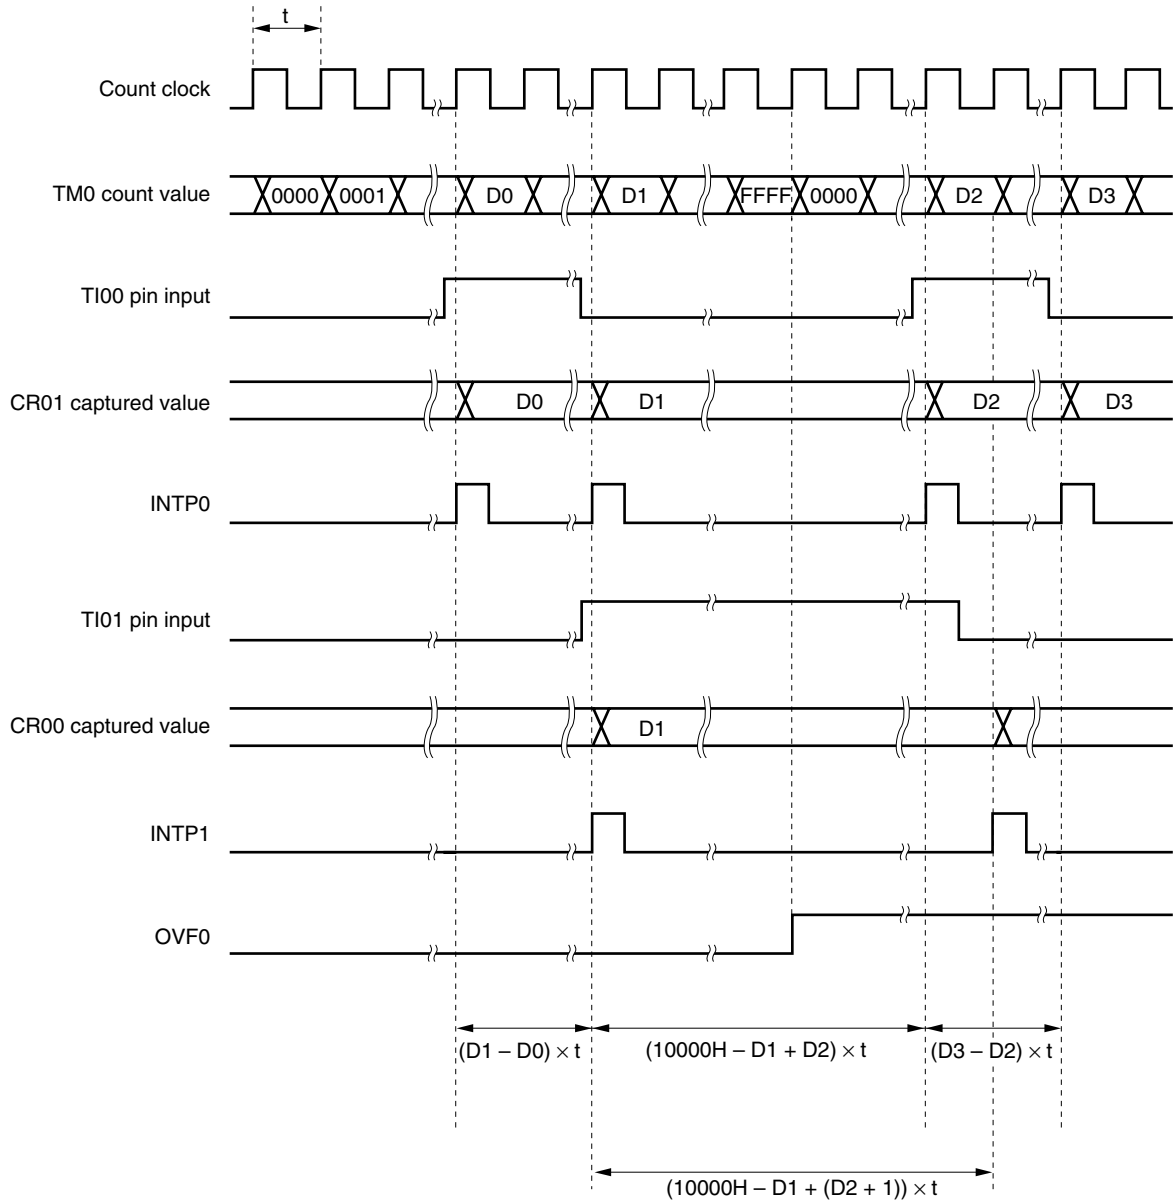 t
Count clock
TM0 count value
0000 0001 D0 D1 FFFF 0000 D2 D3
TI00 pin input
CR01 captured value
D0 D1 D2 D3
INTP0
TI01 pin input
CR00 captured value
D1
INTP1
OVF0
(D1 – D0) × t
(10000H – D1 + D2) × t
(D3 – D2) × t
(10000H – D1 + (D2 + 1)) × t